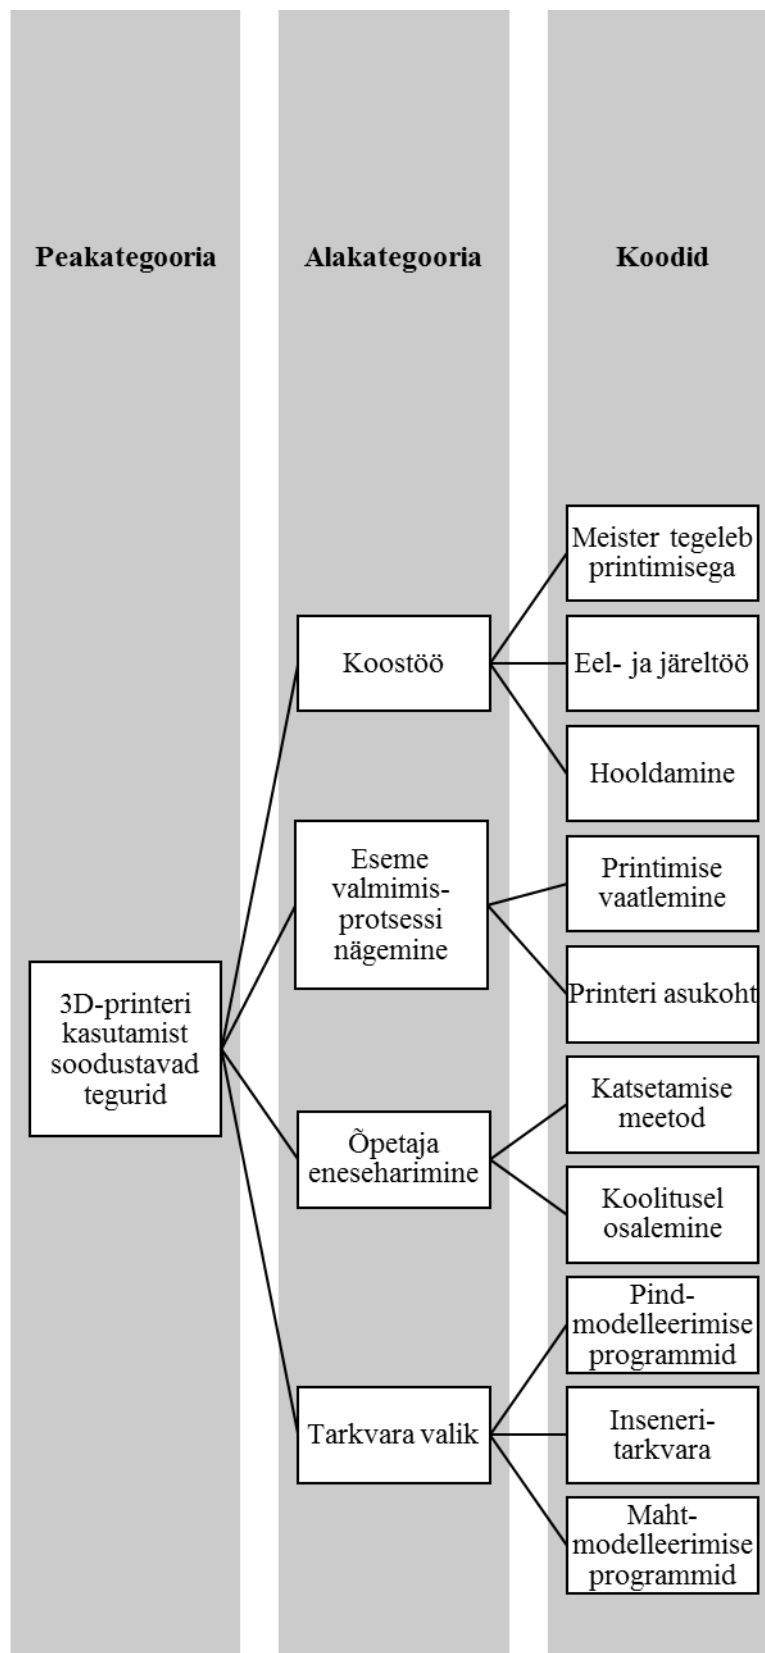 Peakategooria
Alakategooria
Koodid
Meister tegeleb
printimisega
Koostöö
Eel- ja järeltöö
Hooldamine
Eseme
valmimis-
protsessi
nägemine
Printimise
vaatlemine
Printeri asukoht
3D-printeri
kasutamist
soodustavad
tegurid
Õpetaja
eneseharimine
Katsetamise
meetod
Koolitusel
osalemine
Tarkvara valik
Pind-
modelleerimise
programmid
Inseneri-
tarkvara
Maht-
modelleerimise
programmid